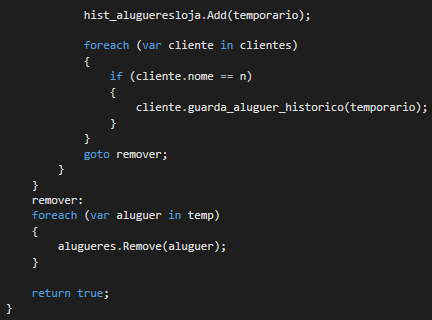 hist_alugueresloja.Add(temporario);
foreach (var cliente in clientes)
{
if (cliente.nome == n)
{
cliente.guarda_aluguer_historico(temporario);
}
}
goto remover;
}
}
remover:
foreach (var aluguer in temp)
{
alugueres.Remove(aluguer);
}
return true;
}